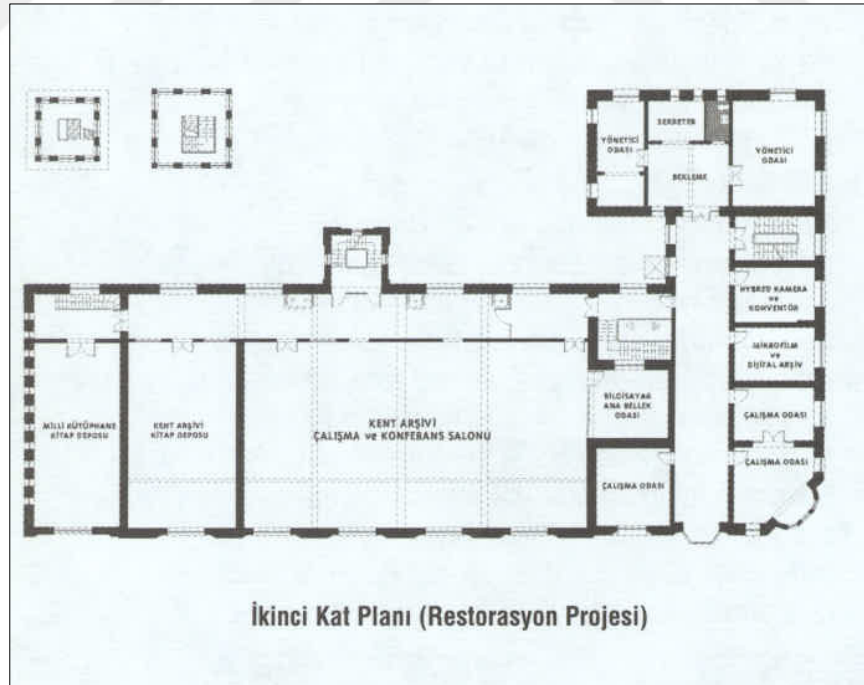 YÖNETİCİ
ODASI
SEKRETER
BEKLEME
YÖNETİCİ
ODASI
HYBRED KAMERA
ve
KONVENTÖR
MİKROFİLM
ve
DİJİTAL ARŞİV
ÇALIŞMA ODASI
ÇALIŞMA ODASI
MİLLİ KÜTÜPHANE
KİTAP DEPOSU
KENT ARŞİVİ
KİTAP DEPOSU
KENT ARŞİVİ
ÇALIŞMA ve KONFERANS SALONU
BİLGİSAYAR
ANA BELLEK
ODASI
ÇALIŞMA ODASI
İkinci Kat Planı (Restorasyon Projesi)